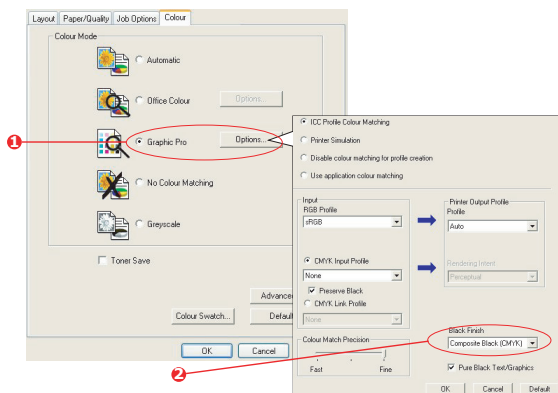 Layout Paper/Quality Job Options Colour
Colour Mode
Automatic
Office Colour Options...
1 Graphic Pro Options...
No Colour Matching
Greyscale
Toner Save
Advanced
Colour Swatch... Default
OK Cancel
2
ICC Profile Colour Matching
Printer Simulation
Disable colour matching for profile creation
Use application colour matching
Input
RGB Profile
sRGB
CMYK Input Profile
None
Preserve Black
CMYK Link Profile
None
Printer Output Profile
Profile
Auto
Rendering Intent
Perceptual
Colour Match Precision
Fast Fine
Black Finish
Composite Black (CMYK)
Pure Black Text/Graphics
OK Cancel Default